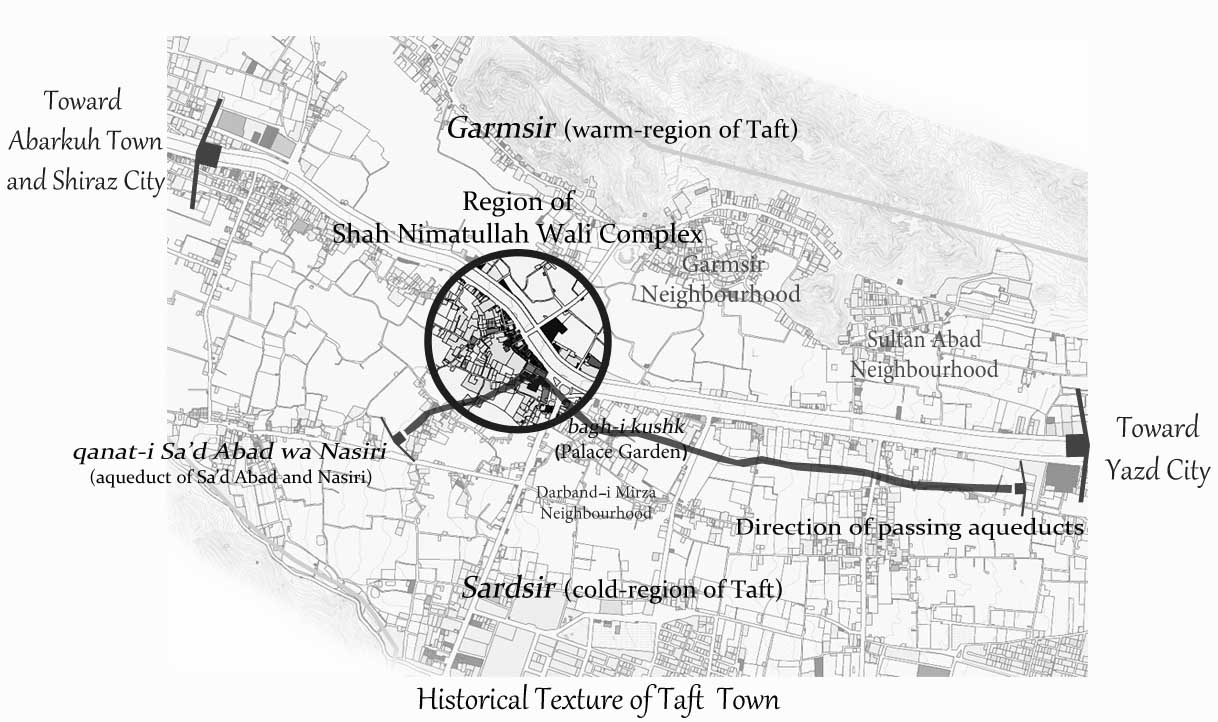 Toward
Abarkuh Town
and Shiraz City
Garmsir (warm-region of Taft)
Region of
Shah Nimatullah Wali Complex
Garmsir
Neighbourhood
Sultan Abad
Neighbourhood
qanat-i Sa'd Abad wa Nasiri
(aqueduct of Sa'd Abad and Nasiri)
bagh-i kushk
(Palace Garden)
Toward
Yazd City
Darband-i Mirza
Neighbourhood
Direction of passing aqueducts
Sardsir (cold-region of Taft)
Historical Texture of Taft Town